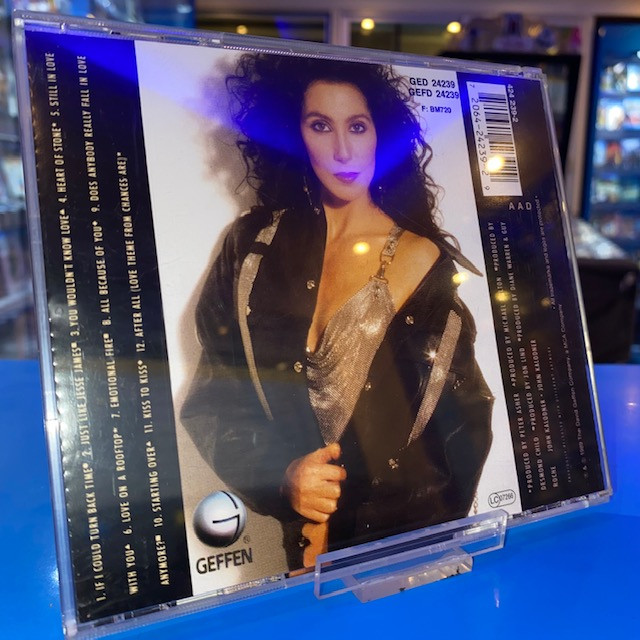 1. IF I COULD TURN BACK TIME• 2. JUST LIKE JESSE JAMES• 3. YOU WOULDN'T KNOW LOVE• 4. HEART OF STONE• 5. STILL IN LOVE
WITH YOU• 6. LOVE ON A ROOFTOP• 7. EMOTIONAL FIRE• 8. ALL BECAUSE OF YOU• 9. DOES ANYBODY REALLY FALL IN LOVE
ANYMORE?• 10. STARTING OVER• 11. KISS TO KISS• 12. AFTER ALL (LOVE THEME FROM CHANCES ARE)•
GED 24239
GEFD 24239
F: BM720
GEFFEN
®
LC 07266
A A D
•PRODUCED BY PETER ASHER •PRODUCED BY MICHAEL BOLTON •PRODUCED BY
DESMOND CHILD •PRODUCED BY JON LIND •PRODUCED BY DIANE WARREN & GUY
ROCHE JOHN KALODNER : JOHN KALODNER